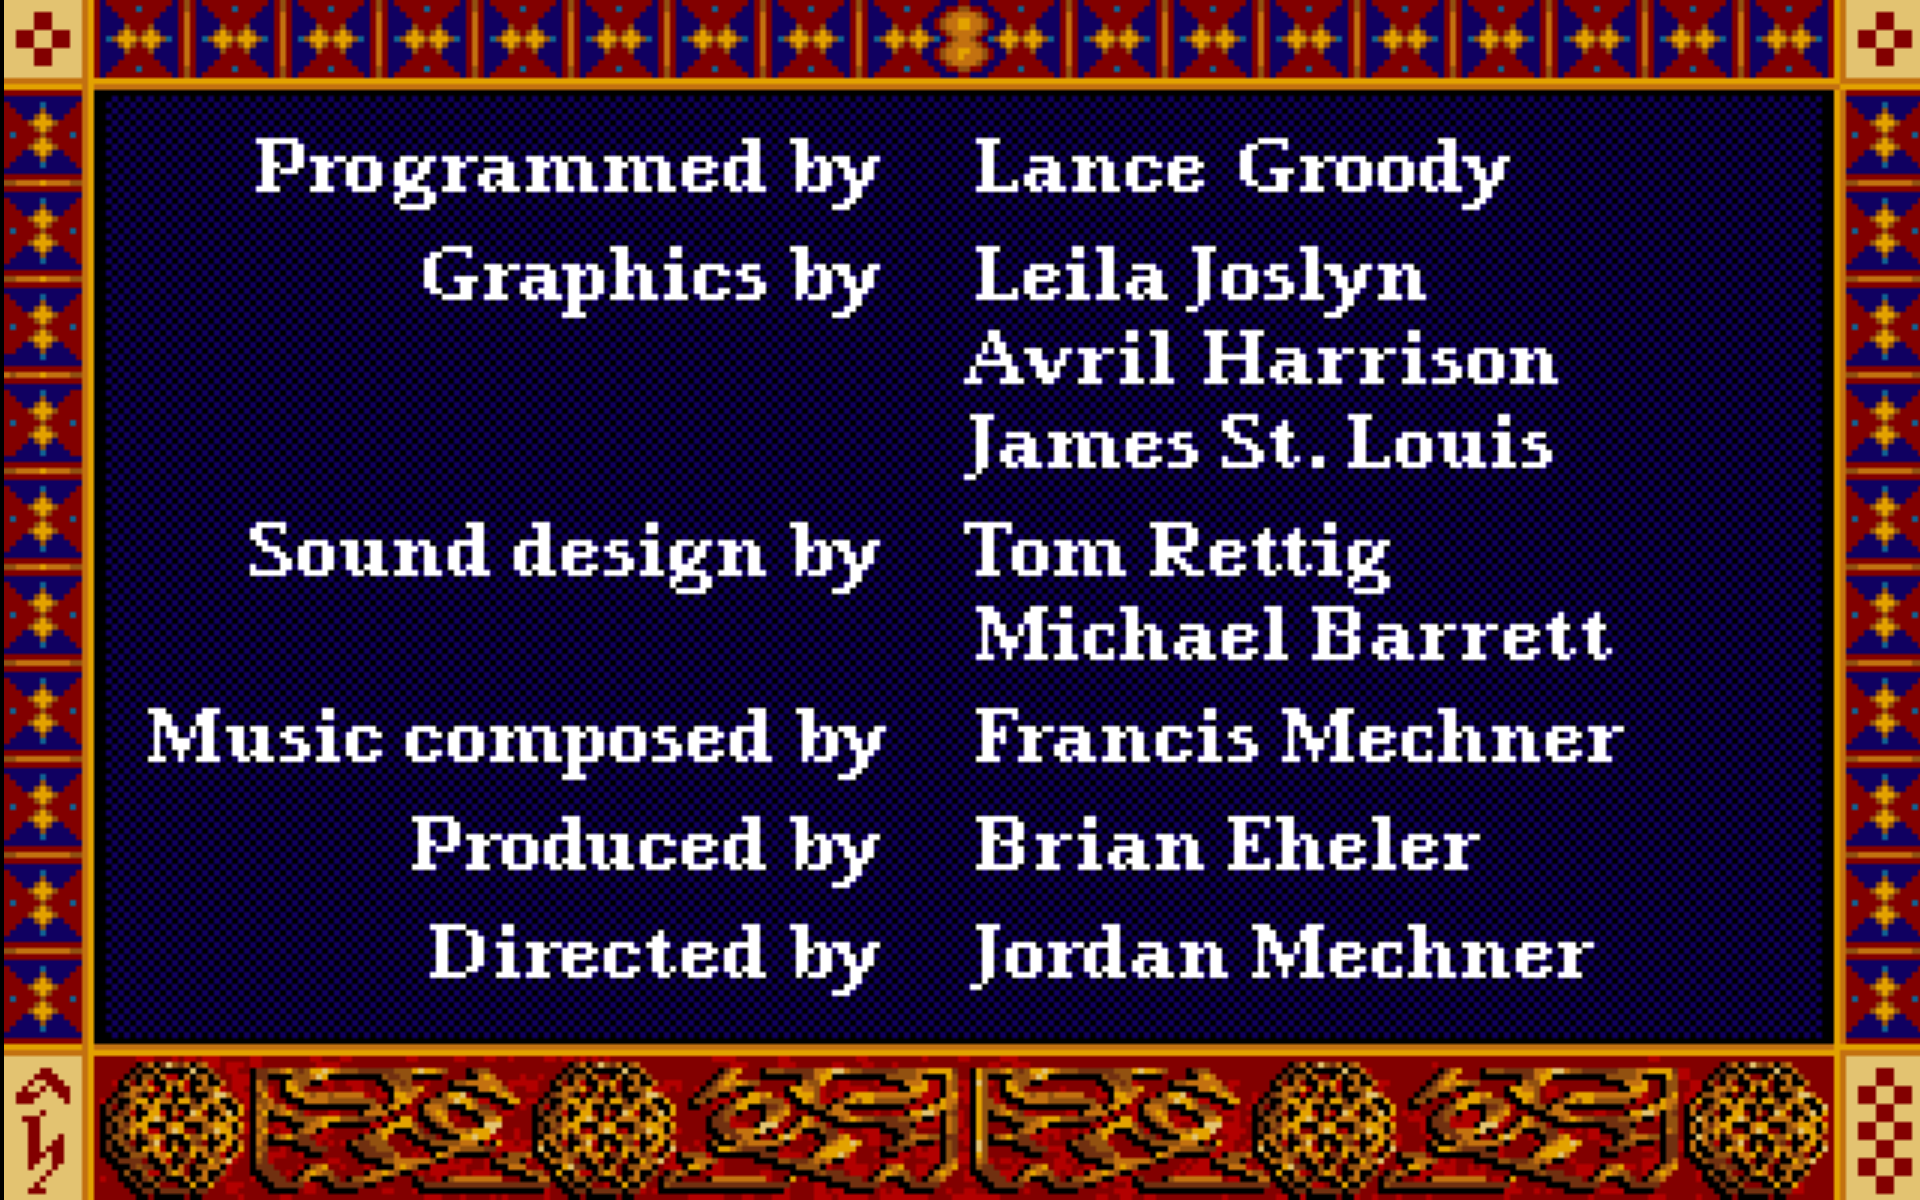 Programmed by Lance Groody
Graphics by Leila Joslyn
Avril Harrison
James St. Louis
Sound design by Tom Rettig
Michael Barrett
Music composed by Francis Mechner
Produced by Brian Eheler
Directed by Jordan Mechner